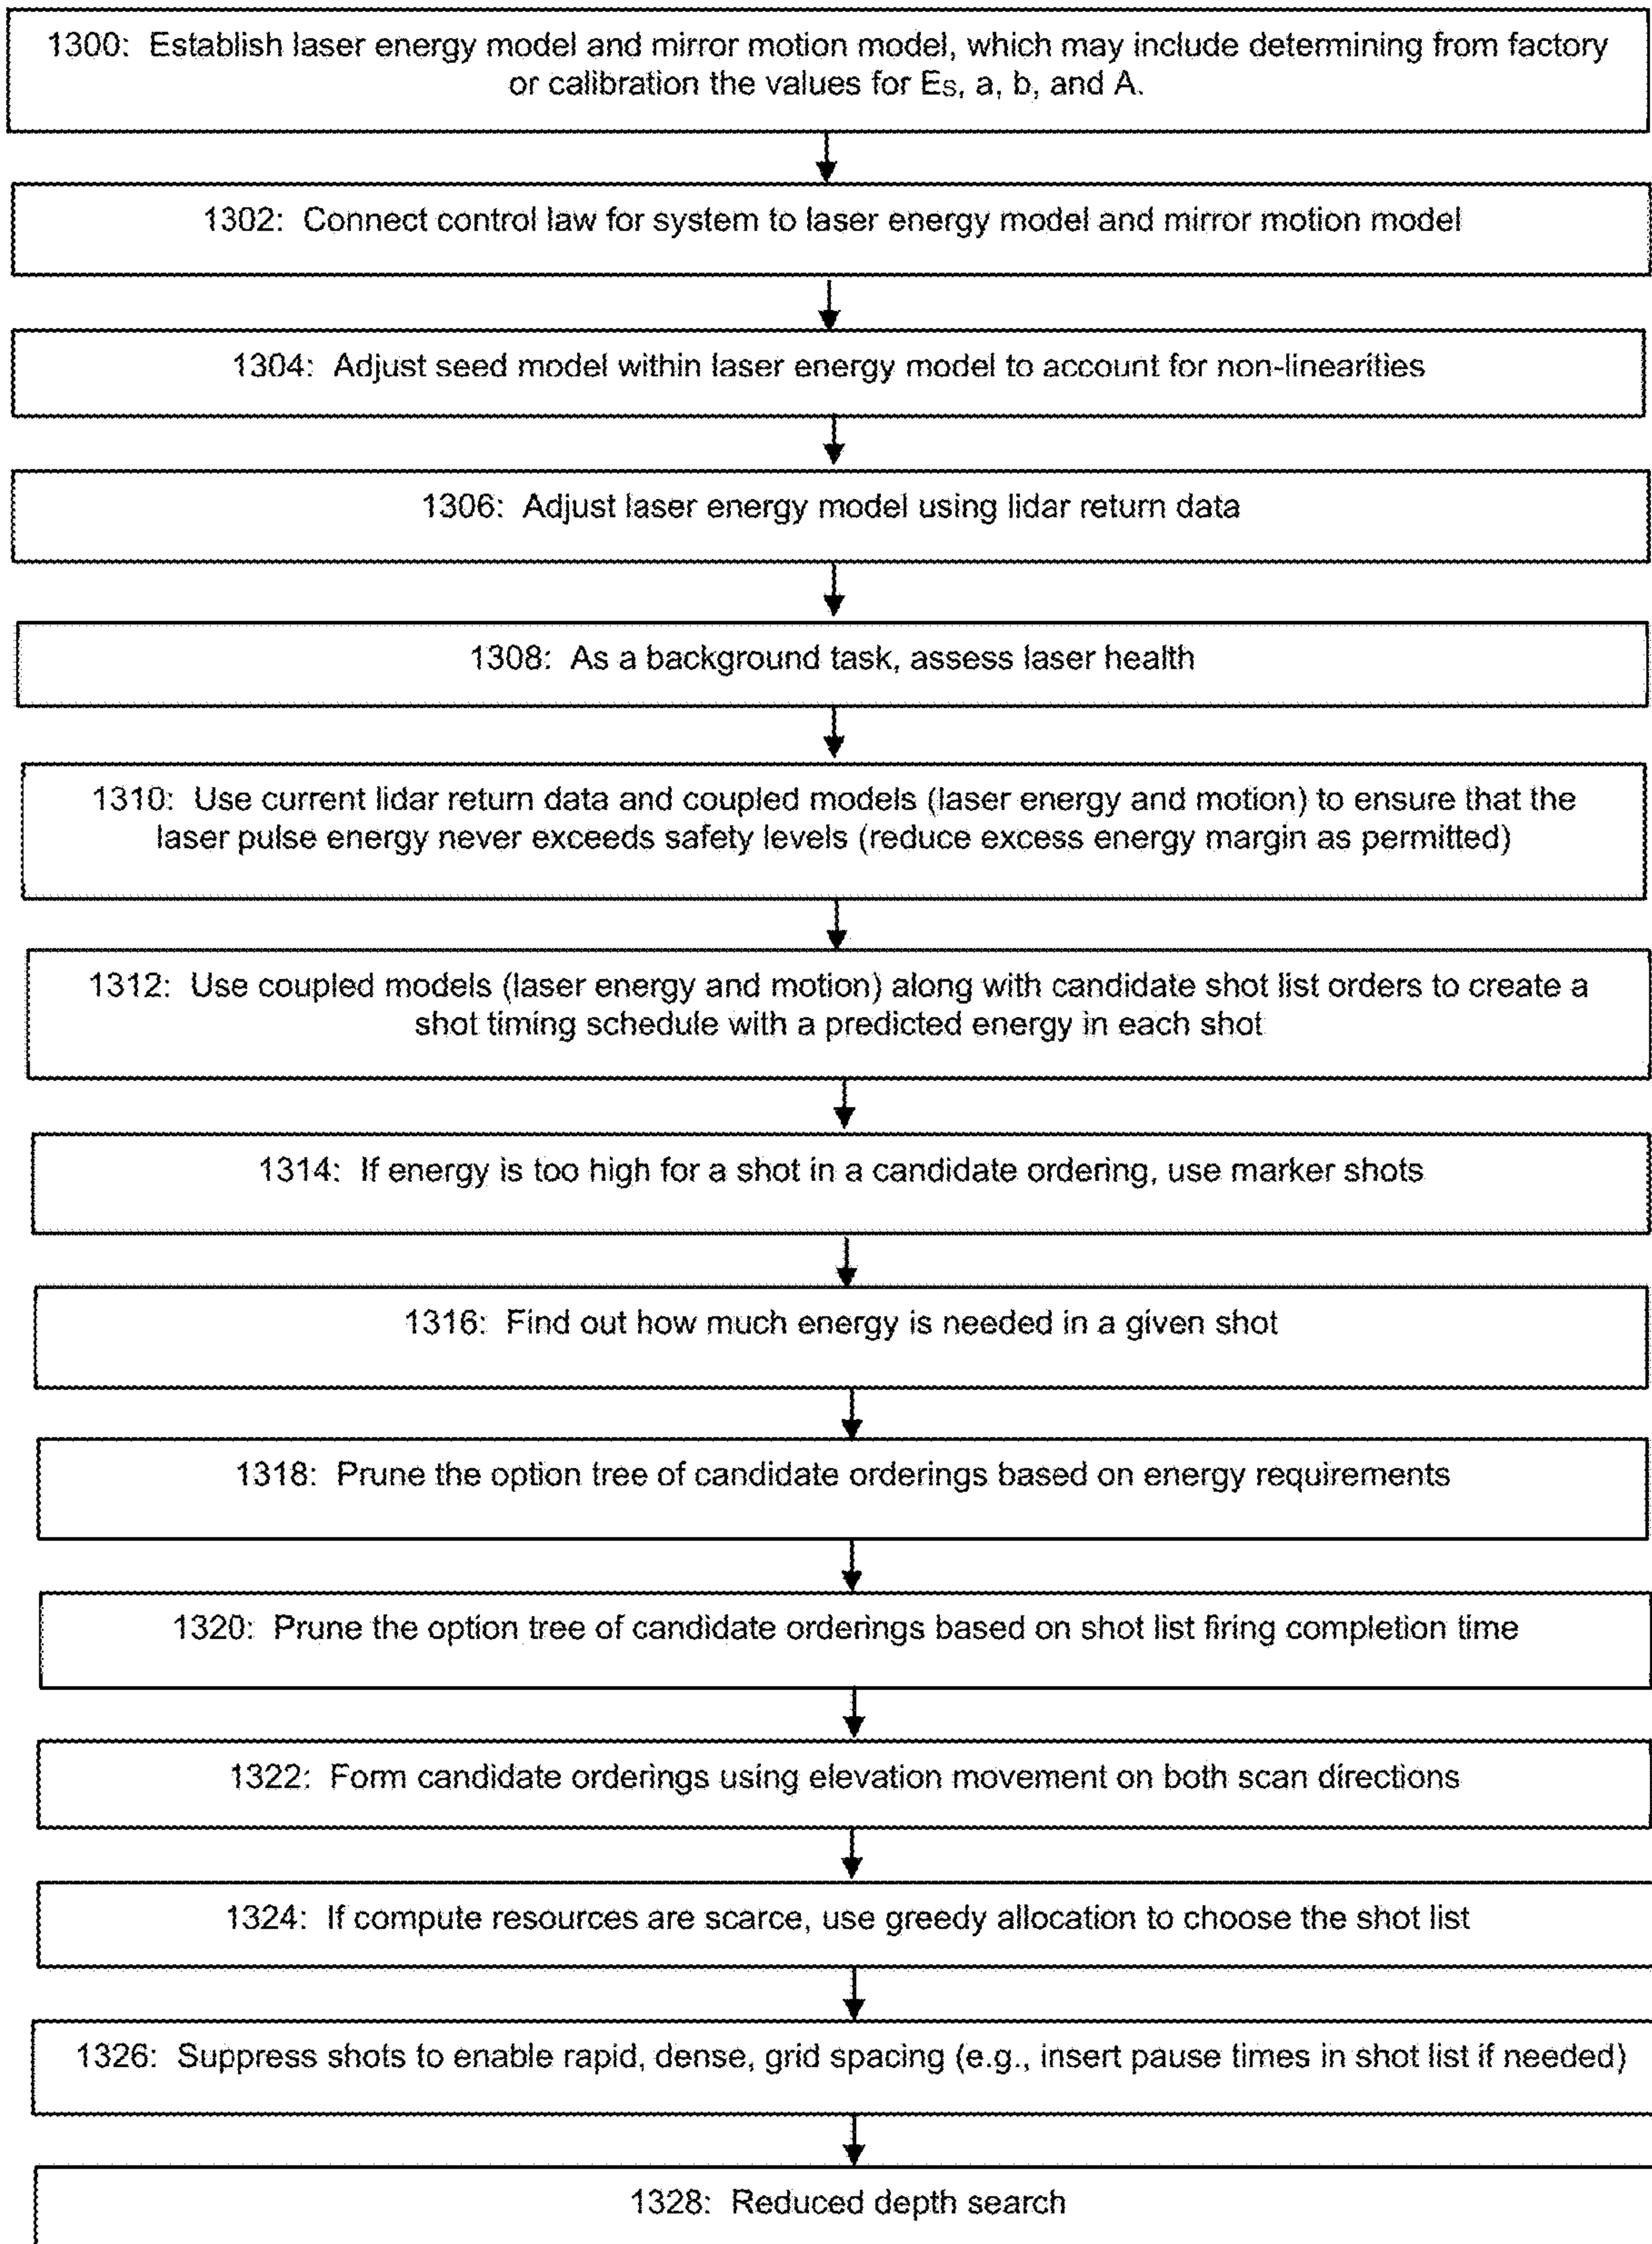 1300: Establish laser energy model and mirror motion model, which may include determining from factory
or calibration the values for Es, a, b, and A.
1302: Connect control law for system to laser energy model and mirror motion model
1304: Adjust seed model within laser energy model to account for non-linearities
1306: Adjust laser energy model using lidar return data
1308: As a background task, assess laser health
1310: Use current lidar return data and coupled models (laser energy and motion) to ensure that the
laser pulse energy never exceeds safety levels (reduce excess energy margin as permitted)
1312: Use coupled models (laser energy and motion) along with candidate shot list orders to create a
shot timing schedule with a predicted energy in each shot
1314: If energy is too high for a shot in a candidate ordering, use marker shots
1316: Find out how much energy is needed in a given shot
1318: Prune the option tree of candidate orderings based on energy requirements
1320: Prune the option tree of candidate orderings based on shot list firing completion time
1322: Form candidate orderings using elevation movement on both scan directions
1324: If compute resources are scarce, use greedy allocation to choose the shot list
1326: Suppress shots to enable rapid, dense, grid spacing (e.g., insert pause times in shot list if needed)
1328: Reduced depth search